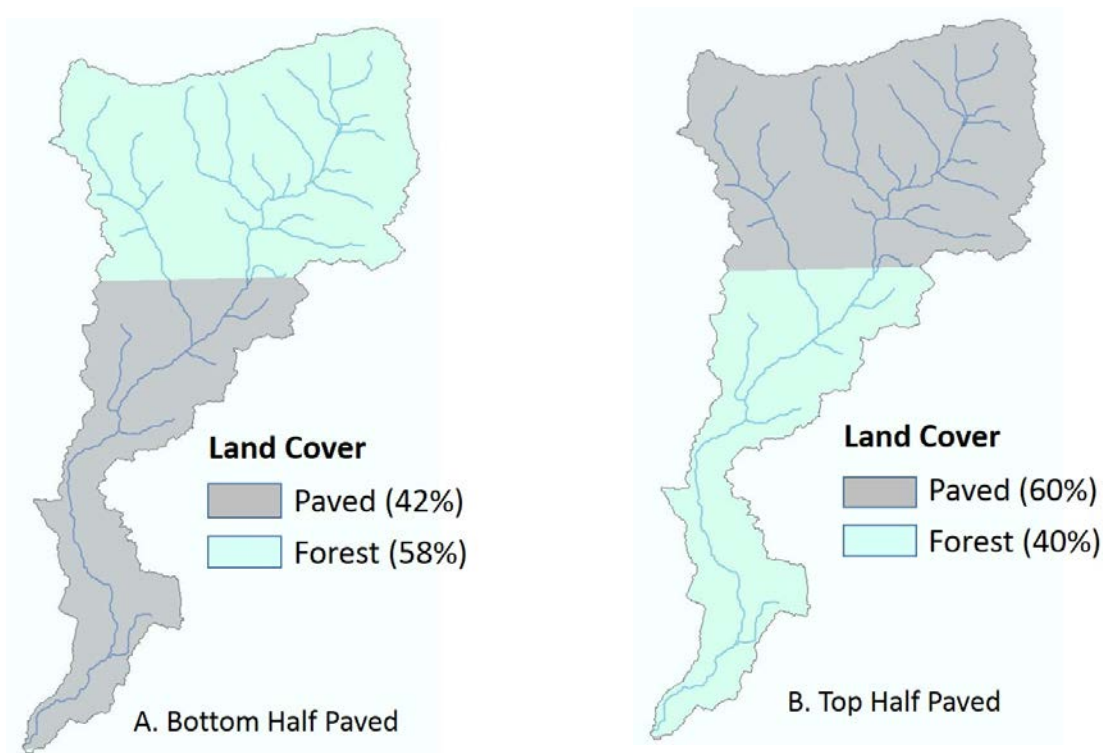 Land Cover
Paved (42%)
Forest (58%)
A. Bottom Half Paved
Land Cover
Paved (60%)
Forest (40%)
B. Top Half Paved